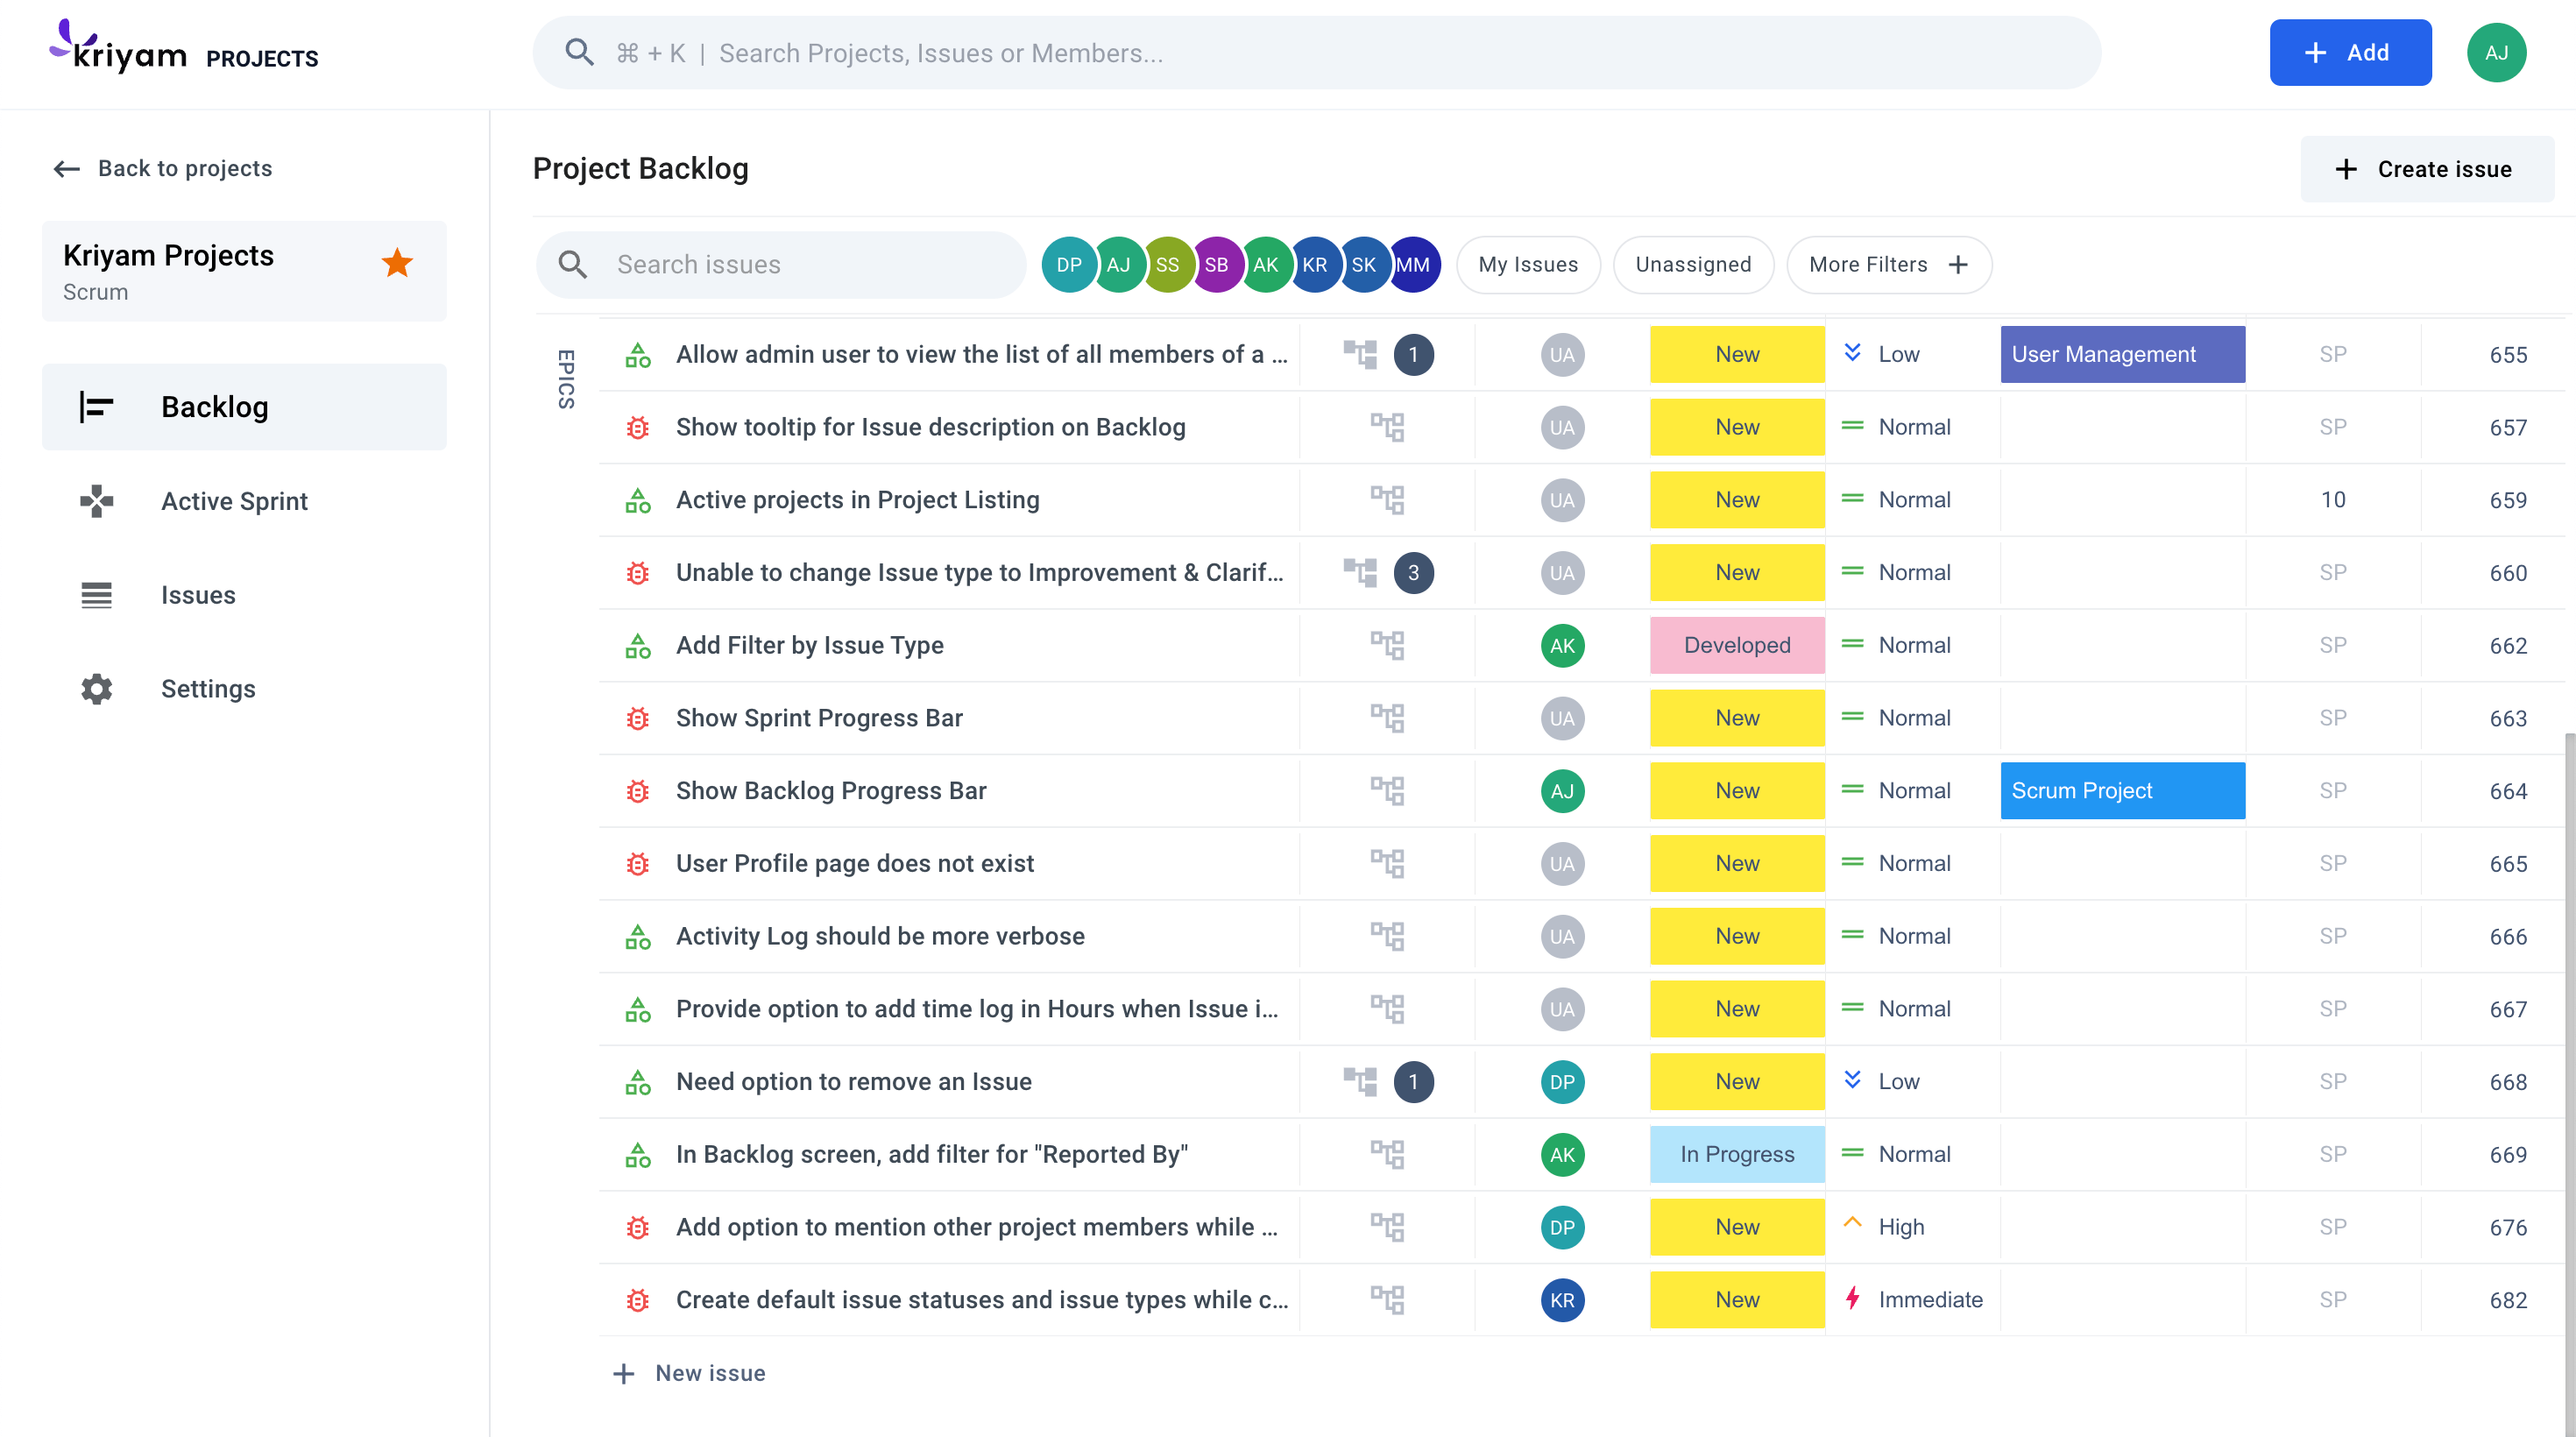 kriyam PROJECTS
⌘ + K | Search Projects, Issues or Members...
+ Add
AJ
Back to projects
Kriyam Projects
Scrum
Backlog
Active Sprint
Issues
Settings
Project Backlog
+ Create issue
Search issues
DP AJ SS SB AK KR SK MM
My Issues
Unassigned
More Filters +
EPICS
Allow admin user to view the list of all members of a ... 1 UA New Low User Management SP 655
Show tooltip for Issue description on Backlog UA New Normal SP 657
Active projects in Project Listing UA New Normal 10 659
Unable to change Issue type to Improvement & Clarif... 3 UA New Normal SP 660
Add Filter by Issue Type AK Developed Normal SP 662
Show Sprint Progress Bar UA New Normal SP 663
Show Backlog Progress Bar AJ New Normal Scrum Project SP 664
User Profile page does not exist UA New Normal SP 665
Activity Log should be more verbose UA New Normal SP 666
Provide option to add time log in Hours when Issue i... UA New Normal SP 667
Need option to remove an Issue 1 DP New Low SP 668
In Backlog screen, add filter for "Reported By" AK In Progress Normal SP 669
Add option to mention other project members while ... DP New High SP 676
Create default issue statuses and issue types while c... KR New Immediate SP 682
+ New issue